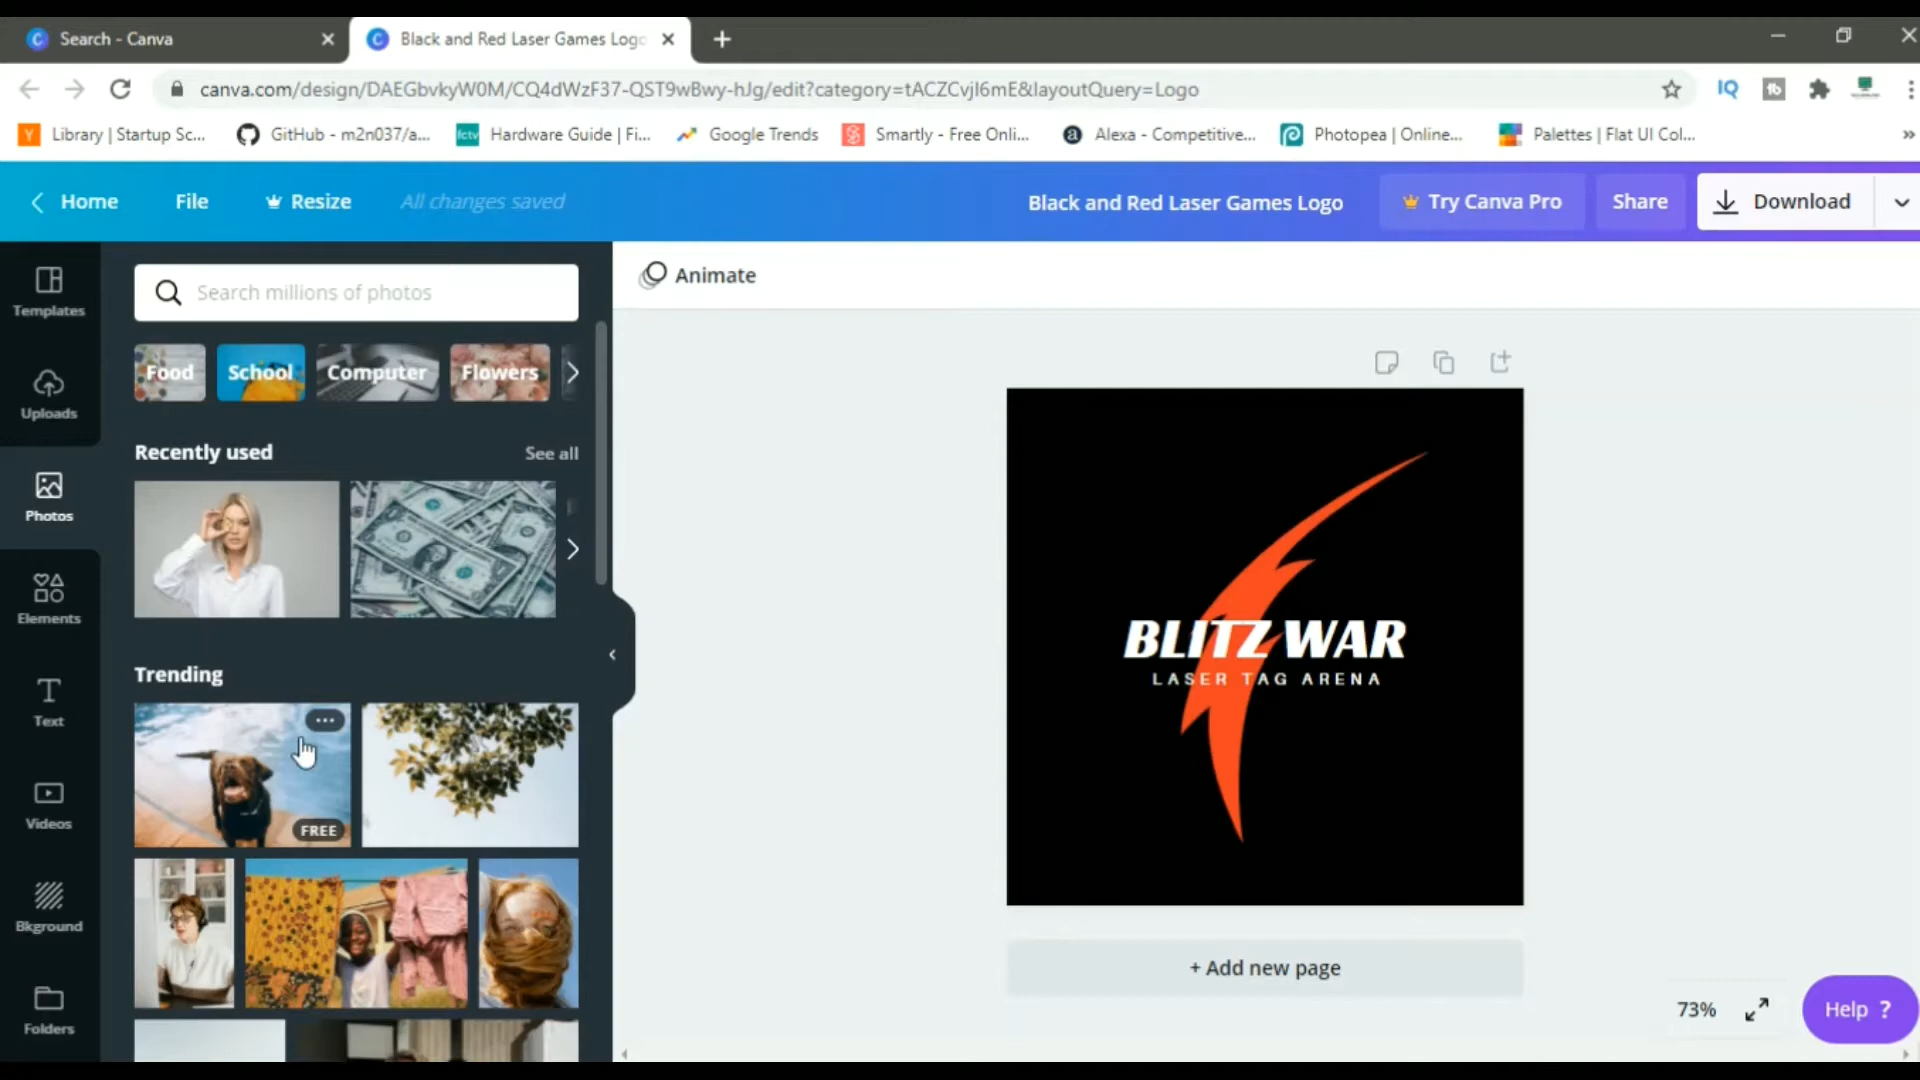 Search - Canva
Black and Red Laser Games Logo
canva.com/design/DAEGbvkyW0M/CQ4dWzF37-QST9wBwy-hJg/edit?category=tACZCvjI6mE&layoutQuery=Logo
IQ
tb
Y Library | Startup Sc...
GitHub - m2n037/a...
fctv Hardware Guide | Fi...
Google Trends
Smartly - Free Onli...
a Alexa - Competitive...
Photopea | Online...
Palettes | Flat UI Col...
»
Home
File
Resize
All changes saved
Black and Red Laser Games Logo
Try Canva Pro
Share
Download
Templates
Uploads
Photos
Elements
Text
Videos
Bkground
Folders
Search millions of photos
Food
School
Computer
Flowers
Recently used
See all
Trending
FREE
Animate
BLITZ WAR
LASER TAG ARENA
+ Add new page
73%
Help ?